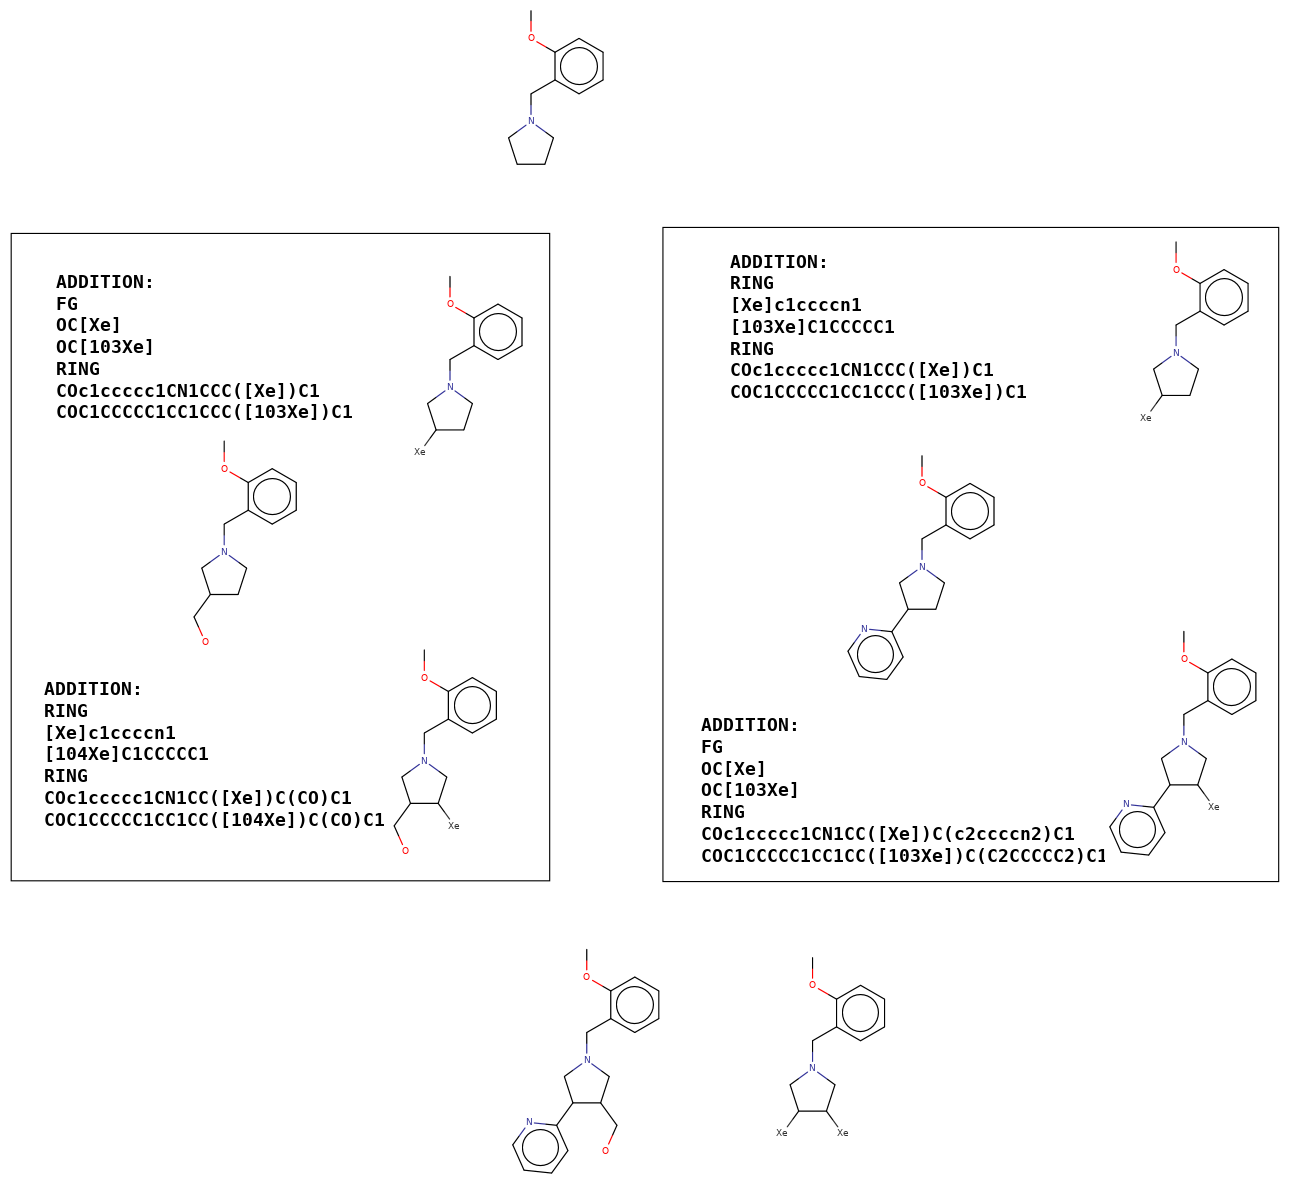 O
N
ADDITION:
FG
OC[Xe]
OC[103Xe]
RING
COc1ccccc1CN1CCC([Xe])C1
COC1CCCCC1CC1CCC([103Xe])C1
O
N
Xe
O
N
O
ADDITION:
RING
[Xe]c1ccccn1
[104Xe]C1CCCCC1
RING
COc1ccccc1CN1CC([Xe])C(CO)C1
COC1CCCCC1CC1CC([104Xe])C(CO)C1
O
N
Xe
O
ADDITION:
RING
[Xe]c1ccccn1
[103Xe]C1CCCCC1
RING
COc1ccccc1CN1CCC([Xe])C1
COC1CCCCC1CC1CCC([103Xe])C1
O
N
Xe
O
N
N
ADDITION:
FG
OC[Xe]
OC[103Xe]
RING
COc1ccccc1CN1CC([Xe])C(c2ccccn2)C1
COC1CCCCC1CC1CC([103Xe])C(C2CCCCC2)C1
O
N
N
Xe
O
N
N
O
O
N
Xe
Xe